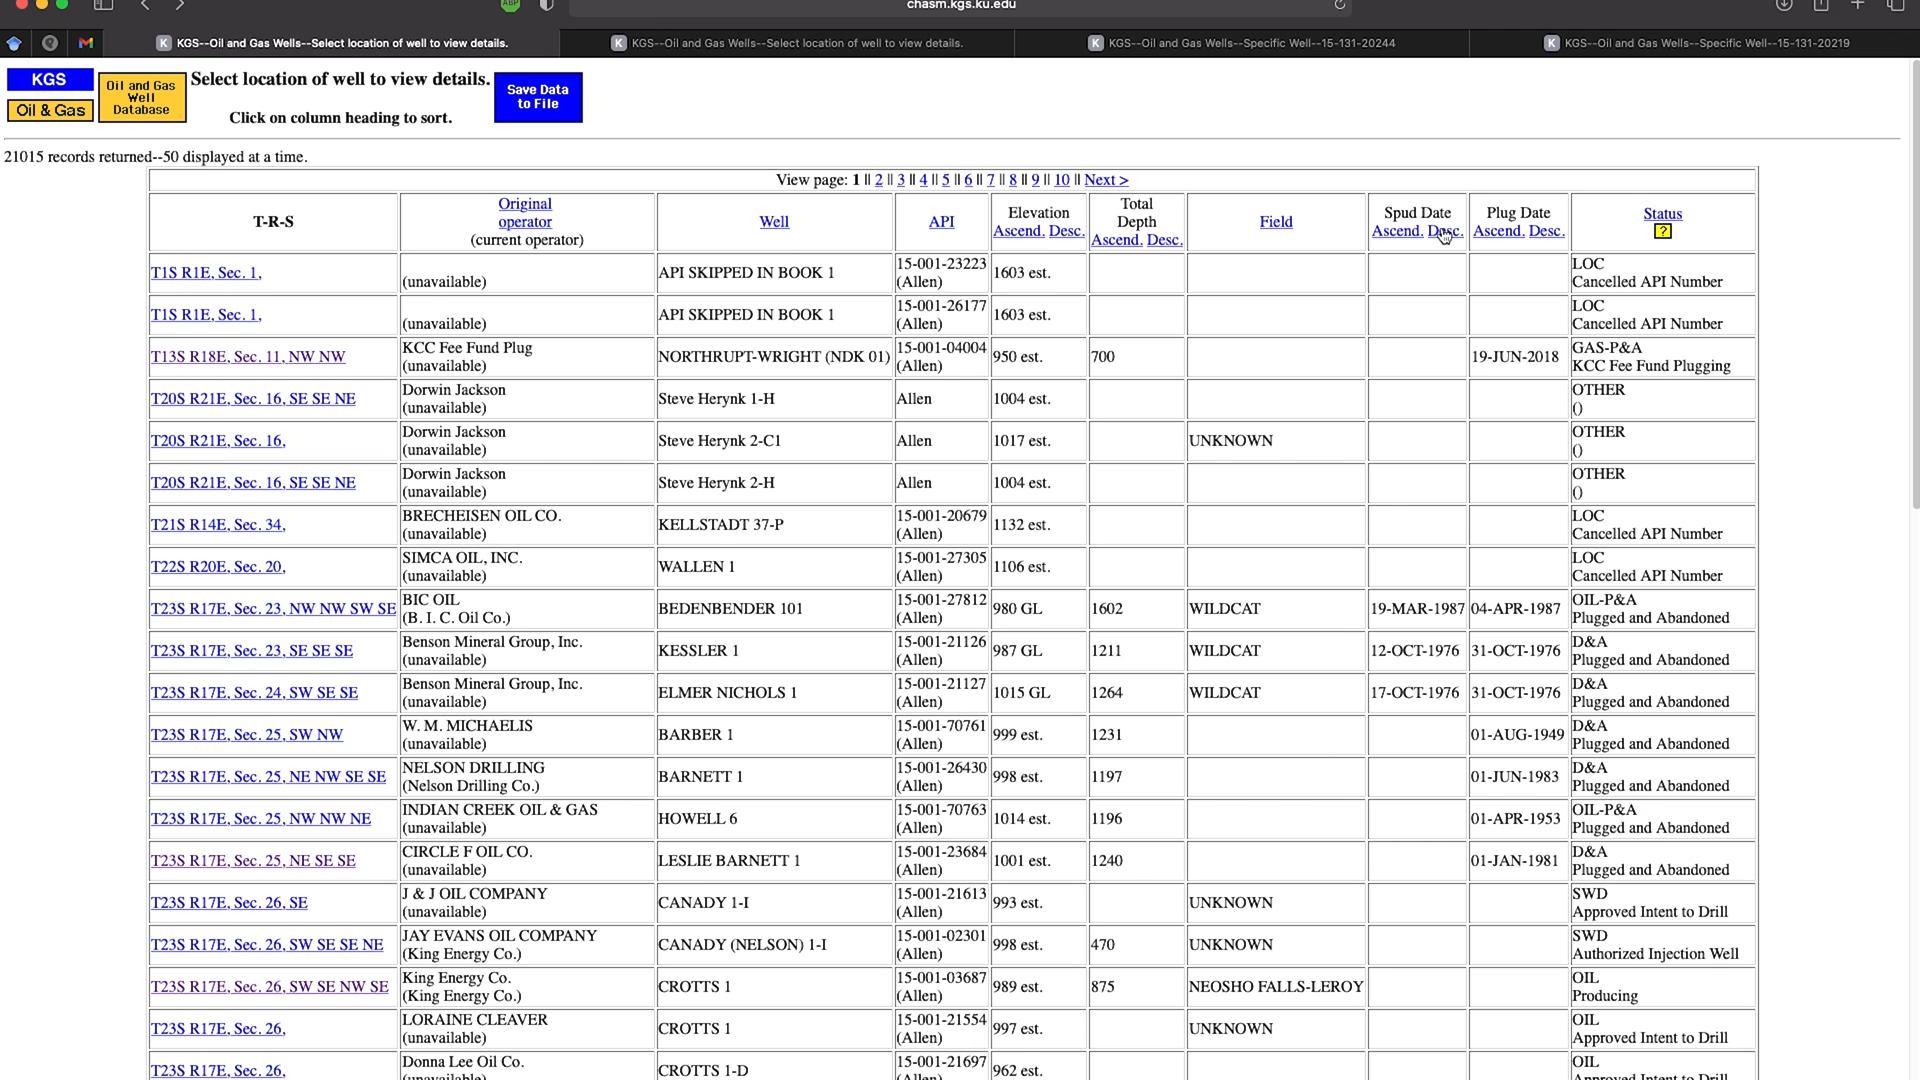 chasm.kgs.ku.edu
ABP
KGS--Oil and Gas Wells--Select location of well to view details.
KGS--Oil and Gas Wells--Select location of well to view details.
KGS--Oil and Gas Wells--Specific Well--15-131-20244
KGS--Oil and Gas Wells--Specific Well--15-131-20219
KGS
Oil & Gas
Oil and Gas
Well
Database
Select location of well to view details.
Click on column heading to sort.
Save Data
to File
21015 records returned--50 displayed at a time.
View page: 1 || 2 || 3 || 4 || 5 || 6 || 7 || 8 || 9 || 10 || Next >
T-R-S Original operator (current operator) Well API Elevation Ascend. Desc. Total Depth Ascend. Desc. Field Spud Date Ascend. Desc. Plug Date Ascend. Desc. Status ?
T1S R1E, Sec. 1, (unavailable) API SKIPPED IN BOOK 1 15-001-23223 (Allen) 1603 est. LOC Cancelled API Number
T1S R1E, Sec. 1, (unavailable) API SKIPPED IN BOOK 1 15-001-26177 (Allen) 1603 est. LOC Cancelled API Number
T13S R18E, Sec. 11, NW NW KCC Fee Fund Plug (unavailable) NORTHRUPT-WRIGHT (NDK 01) 15-001-04004 (Allen) 950 est. 700 19-JUN-2018 GAS-P&A KCC Fee Fund Plugging
T20S R21E, Sec. 16, SE SE NE Dorwin Jackson (unavailable) Steve Herynk 1-H Allen 1004 est. OTHER ()
T20S R21E, Sec. 16, Dorwin Jackson (unavailable) Steve Herynk 2-C1 Allen 1017 est. UNKNOWN OTHER ()
T20S R21E, Sec. 16, SE SE NE Dorwin Jackson (unavailable) Steve Herynk 2-H Allen 1004 est. OTHER ()
T21S R14E, Sec. 34, BRECHEISEN OIL CO. (unavailable) KELLSTADT 37-P 15-001-20679 (Allen) 1132 est. LOC Cancelled API Number
T22S R20E, Sec. 20, SIMCA OIL, INC. (unavailable) WALLEN 1 15-001-27305 (Allen) 1106 est. LOC Cancelled API Number
T23S R17E, Sec. 23, NW NW SW SE BIC OIL (B. I. C. Oil Co.) BEDENBENDER 101 15-001-27812 (Allen) 980 GL 1602 WILDCAT 19-MAR-1987 04-APR-1987 OIL-P&A Plugged and Abandoned
T23S R17E, Sec. 23, SE SE SE Benson Mineral Group, Inc. (unavailable) KESSLER 1 15-001-21126 (Allen) 987 GL 1211 WILDCAT 12-OCT-1976 31-OCT-1976 D&A Plugged and Abandoned
T23S R17E, Sec. 24, SW SE SE Benson Mineral Group, Inc. (unavailable) ELMER NICHOLS 1 15-001-21127 (Allen) 1015 GL 1264 WILDCAT 17-OCT-1976 31-OCT-1976 D&A Plugged and Abandoned
T23S R17E, Sec. 25, SW NW W. M. MICHAELIS (unavailable) BARBER 1 15-001-70761 (Allen) 999 est. 1231 01-AUG-1949 D&A Plugged and Abandoned
T23S R17E, Sec. 25, NE NW SE SE NELSON DRILLING (Nelson Drilling Co.) BARNETT 1 15-001-26430 (Allen) 998 est. 1197 01-JUN-1983 D&A Plugged and Abandoned
T23S R17E, Sec. 25, NW NW NE INDIAN CREEK OIL & GAS (unavailable) HOWELL 6 15-001-70763 (Allen) 1014 est. 1196 01-APR-1953 OIL-P&A Plugged and Abandoned
T23S R17E, Sec. 25, NE SE SE CIRCLE F OIL CO. (unavailable) LESLIE BARNETT 1 15-001-23684 (Allen) 1001 est. 1240 01-JAN-1981 D&A Plugged and Abandoned
T23S R17E, Sec. 26, SE J & J OIL COMPANY (unavailable) CANADY 1-I 15-001-21613 (Allen) 993 est. UNKNOWN SWD Approved Intent to Drill
T23S R17E, Sec. 26, SW SE SE NE JAY EVANS OIL COMPANY (King Energy Co.) CANADY (NELSON) 1-I 15-001-02301 (Allen) 998 est. 470 UNKNOWN SWD Authorized Injection Well
T23S R17E, Sec. 26, SW SE NW SE King Energy Co. (King Energy Co.) CROTTS 1 15-001-03687 (Allen) 989 est. 875 NEOSHO FALLS-LEROY OIL Producing
T23S R17E, Sec. 26, LORAINE CLEAVER (unavailable) CROTTS 1 15-001-21554 (Allen) 997 est. UNKNOWN OIL Approved Intent to Drill
T23S R17E, Sec. 26, Donna Lee Oil Co. (unavailable) CROTTS 1-D 15-001-21697 (Allen) 962 est. OIL Approved Intent to Drill